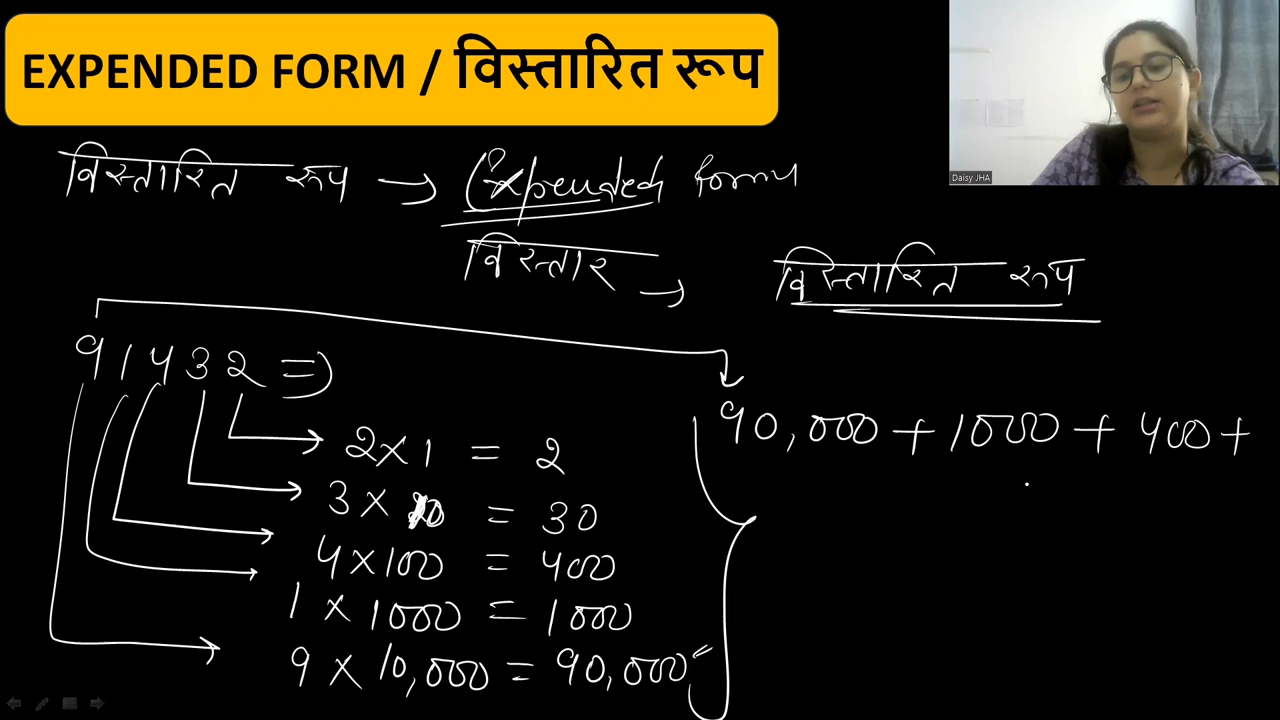 EXPENDED FORM / विस्तारित रूप
Daisy JHA
विस्तारित रूप → Expended form
विस्तार → विस्तारित रूप
91432 =>
90,000 + 1000 + 400 +
2 × 1 = 2
3 × 10 = 30
4 × 100 = 400
1 × 1000 = 1000
9 × 10,000 = 90,000